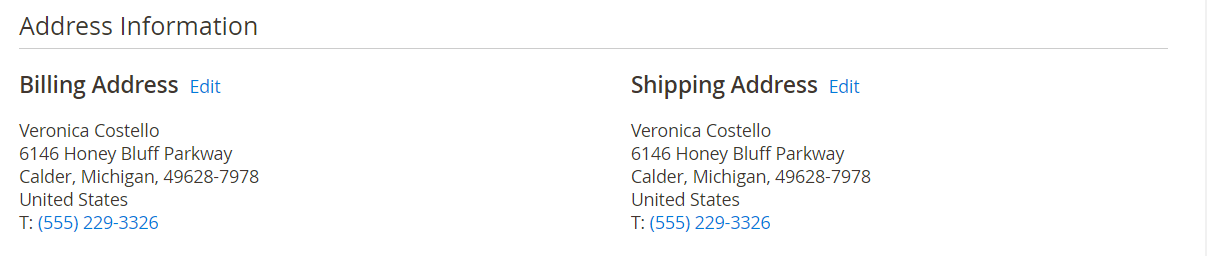 Address Information
Billing Address Edit
Veronica Costello
6146 Honey Bluff Parkway
Calder, Michigan, 49628-7978
United States
T: (555) 229-3326
Shipping Address Edit
Veronica Costello
6146 Honey Bluff Parkway
Calder, Michigan, 49628-7978
United States
T: (555) 229-3326